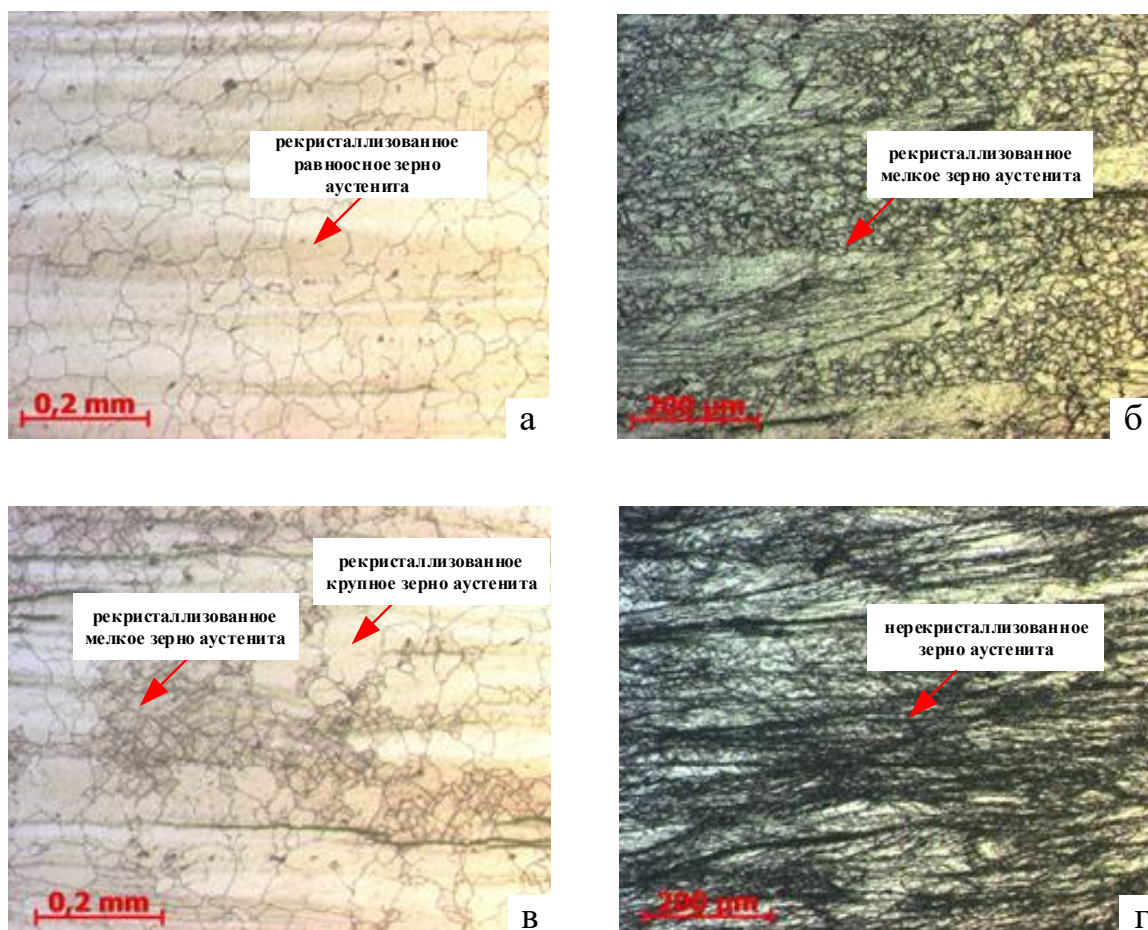 рекристаллизованное
равноосное зерно
аустенита
0,2 mm
а
рекристаллизованное
мелкое зерно аустенита
200 µm
б
рекристаллизованное
крупное зерно аустенита
рекристаллизованное
мелкое зерно аустенита
0,2 mm
в
нерекристаллизованное
зерно аустенита
200 µm
г